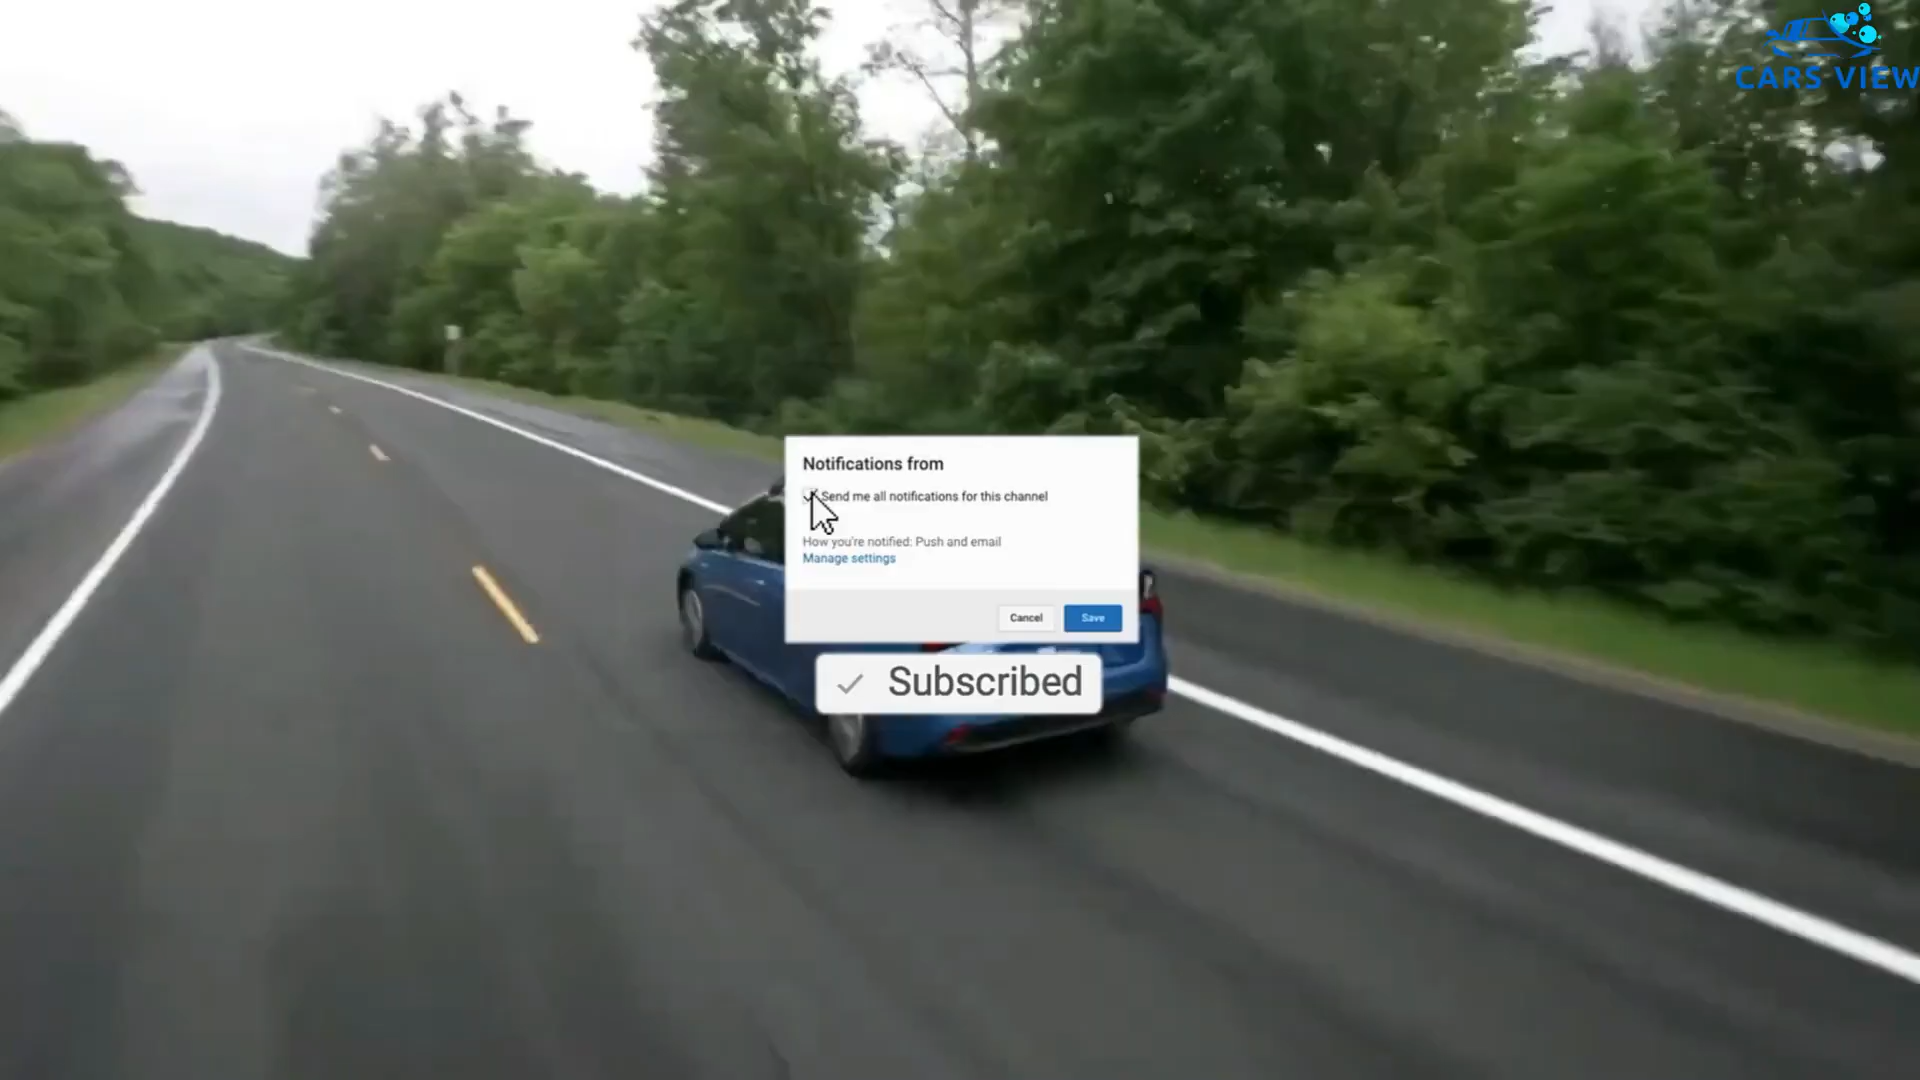 CARS VIEW
Notifications from
Send me all notifications for this channel
How you're notified: Push and email
Manage settings
Cancel
Save
Subscribed